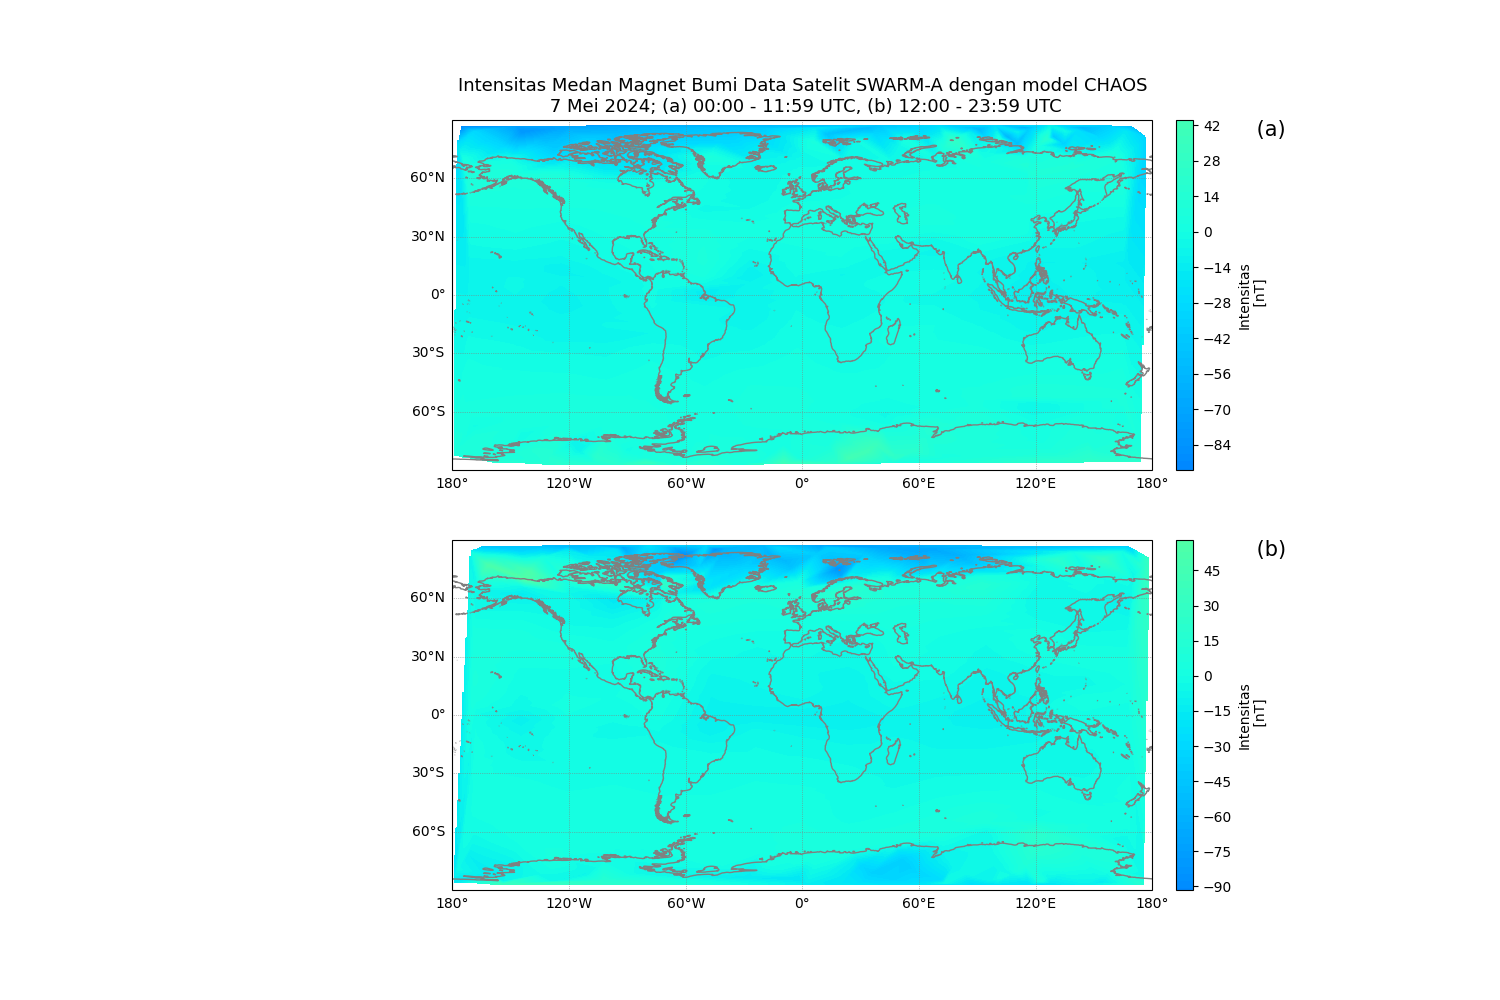 Intensitas Medan Magnet Bumi Data Satelit SWARM-A dengan model CHAOS
7 Mei 2024; (a) 00:00 - 11:59 UTC, (b) 12:00 - 23:59 UTC
(a)
60°N
30°N
0°
30°S
60°S
180° 120°W 60°W 0° 60°E 120°E 180°
42
28
14
0
−14
−28
−42
−56
−70
−84
Intensitas
[nT]
(b)
60°N
30°N
0°
30°S
60°S
180° 120°W 60°W 0° 60°E 120°E 180°
45
30
15
0
−15
−30
−45
−60
−75
−90
Intensitas
[nT]